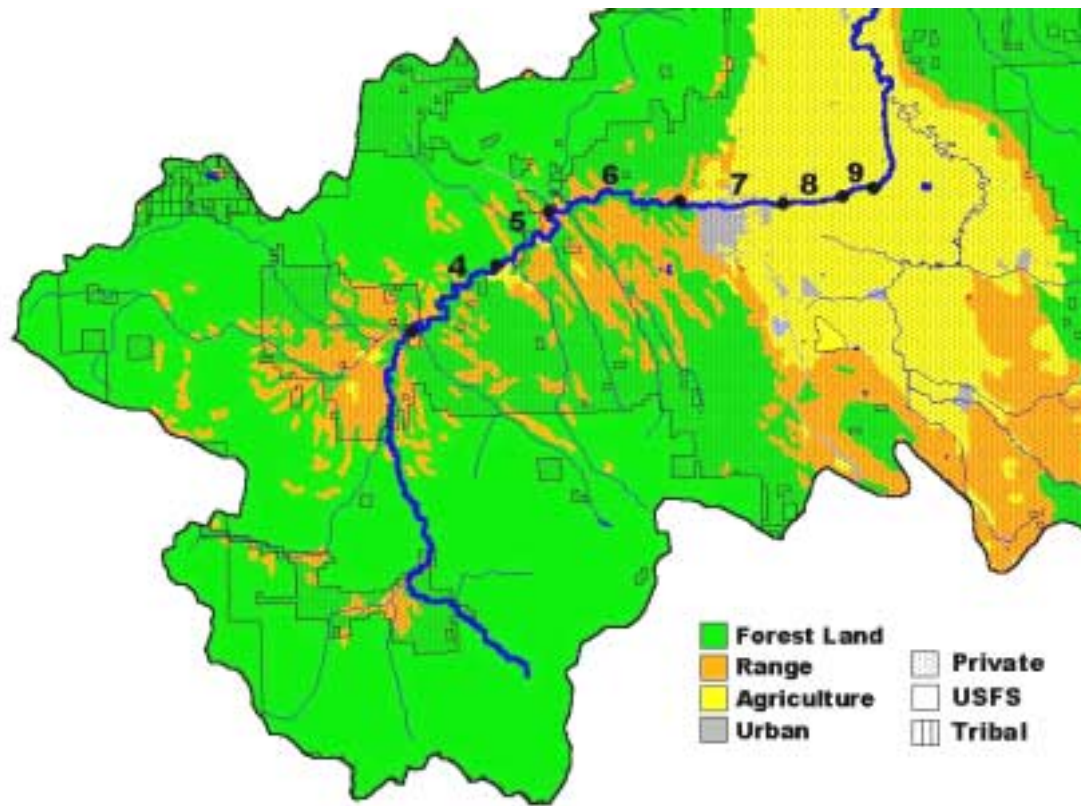 6
7
8
9
5
4
Forest Land
Range
Agriculture
Urban
Private
USFS
Tribal